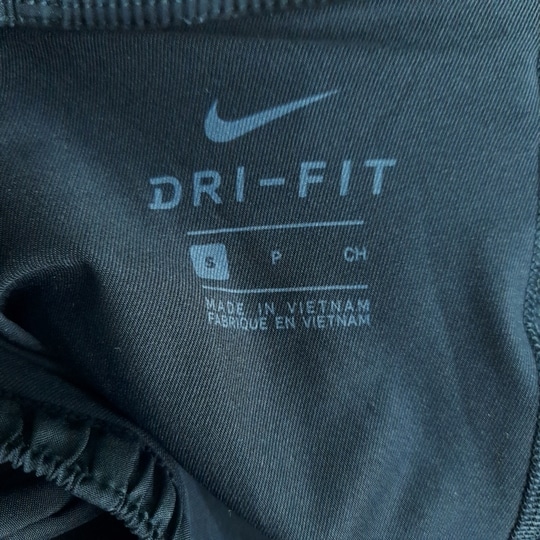 DRI-FIT
S P CH
MADE IN VIETNAM
FABRIQUE EN VIETNAM